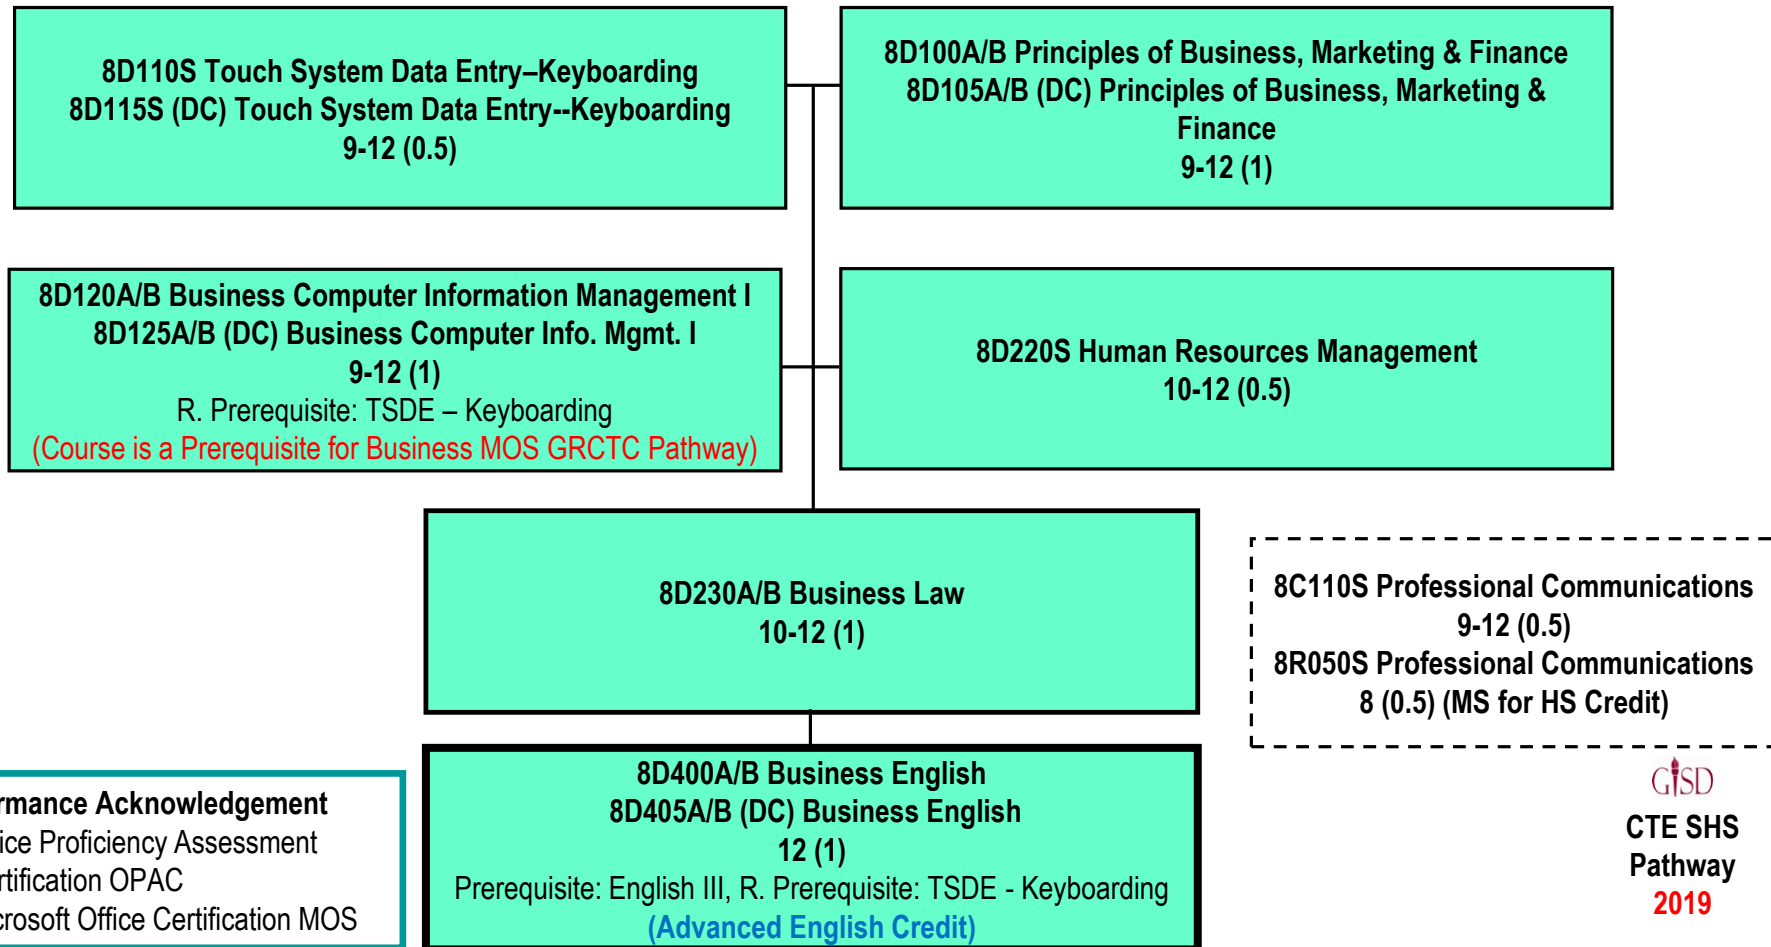 8D110S Touch System Data Entry–Keyboarding
8D115S (DC) Touch System Data Entry--Keyboarding
9-12 (0.5)
8D100A/B Principles of Business, Marketing & Finance
8D105A/B (DC) Principles of Business, Marketing &
Finance
9-12 (1)
8D120A/B Business Computer Information Management I
8D125A/B (DC) Business Computer Info. Mgmt. I
9-12 (1)
R. Prerequisite: TSDE – Keyboarding
(Course is a Prerequisite for Business MOS GRCTC Pathway)
8D220S Human Resources Management
10-12 (0.5)
8D230A/B Business Law
10-12 (1)
8C110S Professional Communications
9-12 (0.5)
8R050S Professional Communications
8 (0.5) (MS for HS Credit)
8D400A/B Business English
8D405A/B (DC) Business English
12 (1)
Prerequisite: English III, R. Prerequisite: TSDE - Keyboarding
(Advanced English Credit)
Acknowledgement
Proficiency Assessment
OPAC
Office Certification MOS
GISD
CTE SHS
Pathway
2019